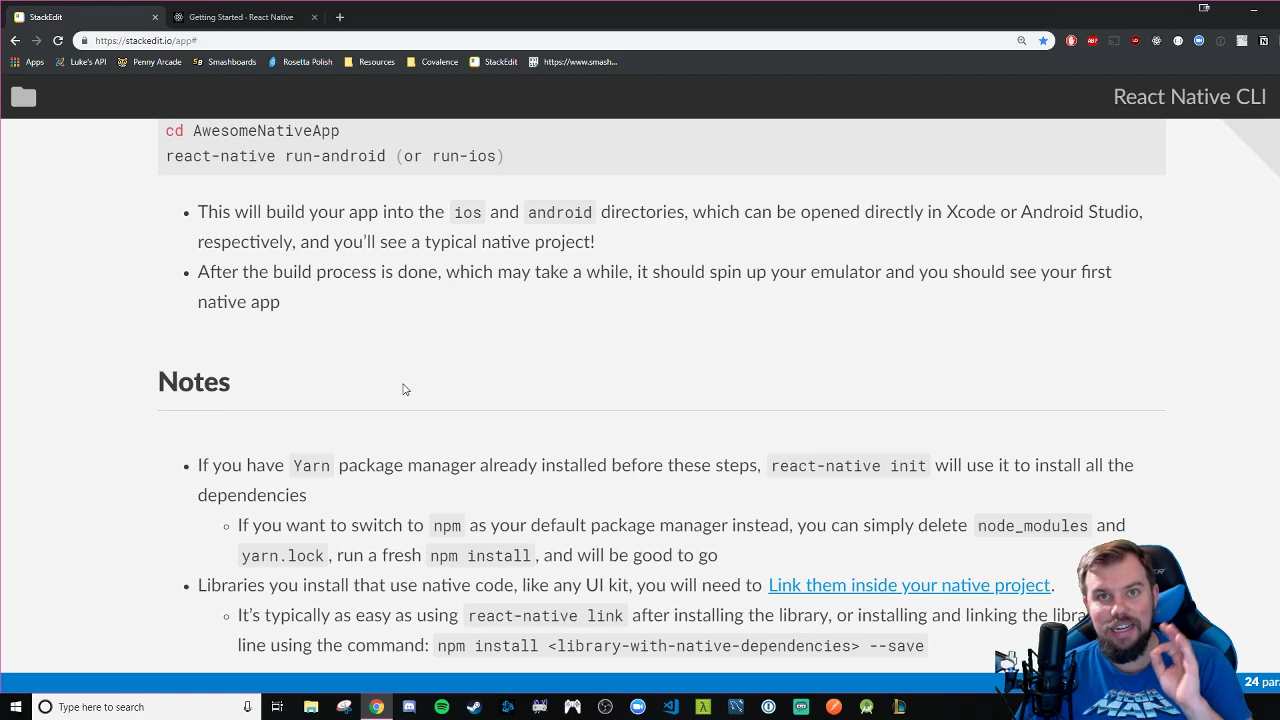 StackEdit
Getting Started · React Native
https://stackedit.io/app#
Apps
Luke's API
Penny Arcade
Smashboards
Rosetta Polish
Resources
Covalence
StackEdit
https://www.smash...
React Native CLI
cd AwesomeNativeApp
react-native run-android (or run-ios)
This will build your app into the ios and android directories, which can be opened directly in Xcode or Android Studio,
respectively, and you'll see a typical native project!
After the build process is done, which may take a while, it should spin up your emulator and you should see your first
native app
Notes
If you have Yarn package manager already installed before these steps, react-native init will use it to install all the
dependencies
If you want to switch to npm as your default package manager instead, you can simply delete node_modules and
yarn.lock, run a fresh npm install, and will be good to go
Libraries you install that use native code, like any UI kit, you will need to Link them inside your native project.
It's typically as easy as using react-native link after installing the library, or installing and linking the
line using the command: npm install <library-with-native-dependencies> --save
24
Type here to search